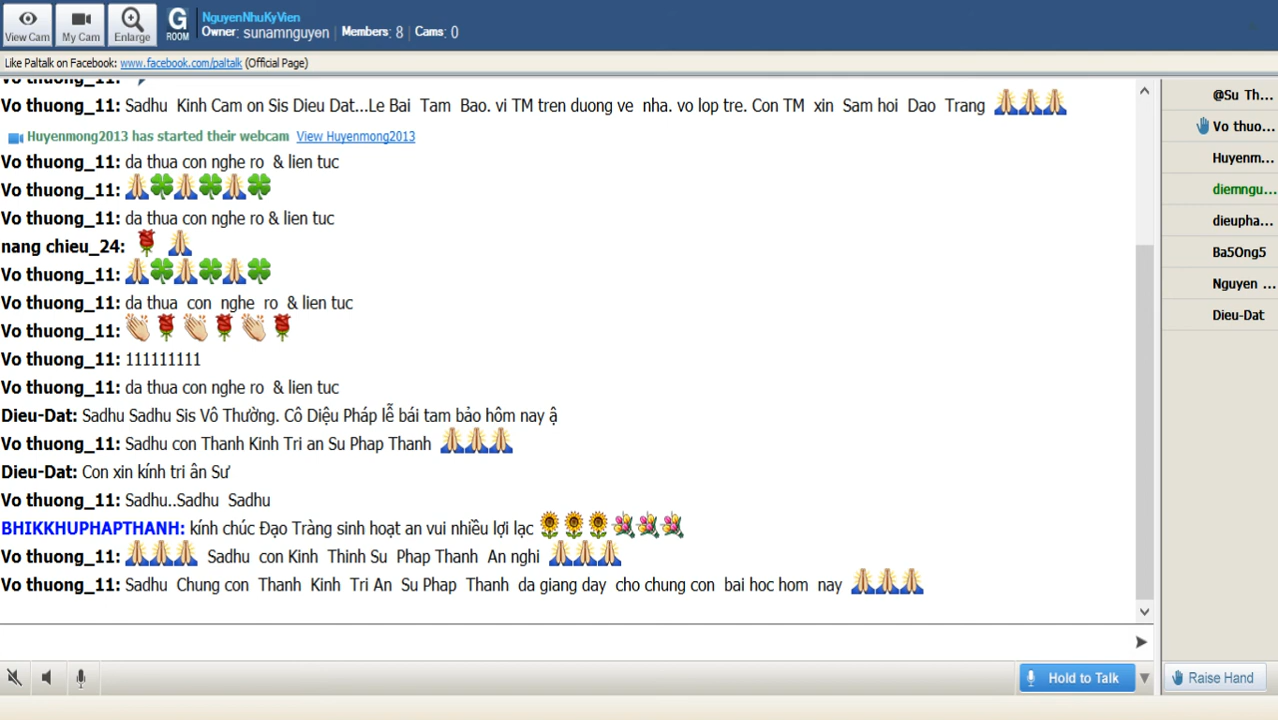 View Cam
My Cam
Enlarge
G
ROOM
NguyenNhuKyVien
Owner: sunamnguyen Members: 8 Cams: 0
Like Paltalk on Facebook: www.facebook.com/paltalk (Official Page)
Vo thuong_11:
Vo thuong_11: Sadhu Kinh Cam on Sis Dieu Dat...Le Bai Tam Bao. vi TM tren duong ve nha. vo lop tre. Con TM xin Sam hoi Dao Trang 🙏🙏🙏
Huyenmong2013 has started their webcam View Huyenmong2013
Vo thuong_11: da thua con nghe ro & lien tuc
Vo thuong_11: 🙏🍀🙏🍀🙏🍀
Vo thuong_11: da thua con nghe ro & lien tuc
nang chieu_24: 🌹 🙏
Vo thuong_11: 🙏🍀🙏🍀🙏🍀
Vo thuong_11: da thua con nghe ro & lien tuc
Vo thuong_11: 👏🌹👏🌹👏🌹
Vo thuong_11: 111111111
Vo thuong_11: da thua con nghe ro & lien tuc
Dieu-Dat: Sadhu Sadhu Sis Vô Thường. Cô Diệu Pháp lễ bái tam bảo hôm nay ậ
Vo thuong_11: Sadhu con Thanh Kinh Tri an Su Phap Thanh 🙏🙏🙏
Dieu-Dat: Con xin kính tri ân Sư
Vo thuong_11: Sadhu..Sadhu Sadhu
BHIKKHUPHAPTHANH: kính chúc Đạo Tràng sinh hoạt an vui nhiều lợi lạc 🌻🌻🌻💐💐💐
Vo thuong_11: 🙏🙏🙏 Sadhu con Kinh Thinh Su Phap Thanh An nghi 🙏🙏🙏
Vo thuong_11: Sadhu Chung con Thanh Kinh Tri An Su Phap Thanh da giang day cho chung con bai hoc hom nay 🙏🙏🙏
@Su Th...
Vo thuo...
Huyenm...
diemngu...
dieupha...
Ba5Ong5
Nguyen ...
Dieu-Dat
Hold to Talk
Raise Hand